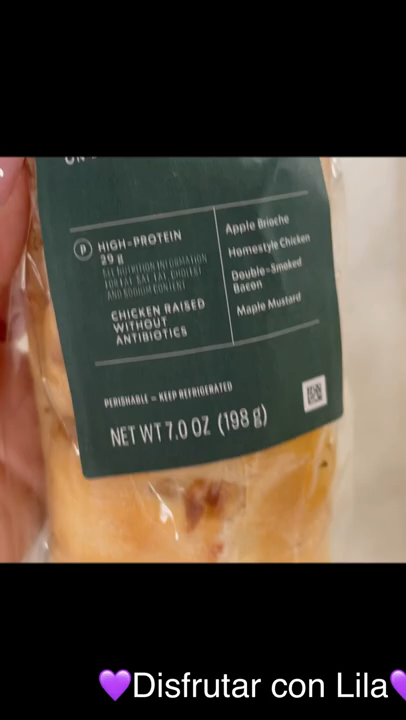 HIGH-PROTEIN
29 g
SEE NUTRITION INFORMATION
FOR FAT, SAT FAT, CHOLEST
AND SODIUM CONTENT
CHICKEN RAISED
WITHOUT
ANTIBIOTICS
Apple Brioche
Homestyle Chicken
Double-Smoked
Bacon
Maple Mustard
PERISHABLE – KEEP REFRIGERATED
NET WT 7.0 OZ (198 g)
💜Disfrutar con Lila💜